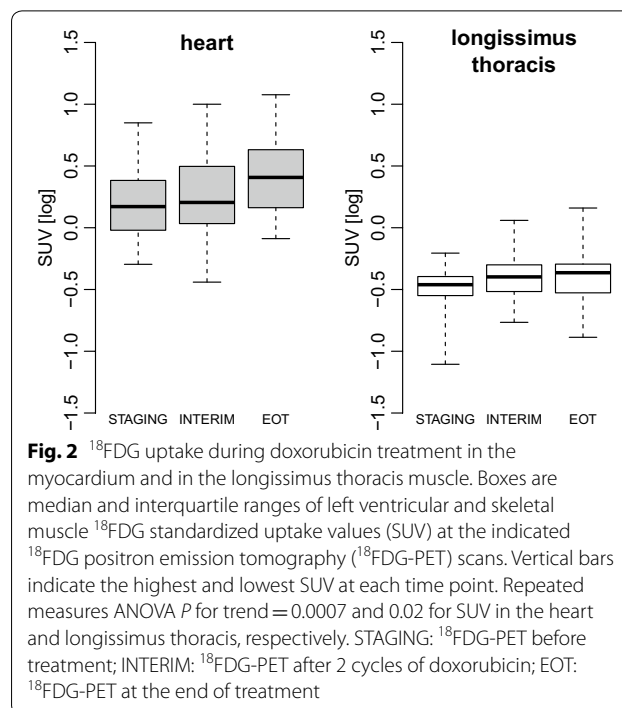 heart
longissimus
thoracis
SUV [log]
1.5
1.0
0.5
0.0
−0.5
−1.0
−1.5
STAGING INTERIM EOT
SUV [log]
1.5
1.0
0.5
0.0
−0.5
−1.0
−1.5
STAGING INTERIM EOT
Fig. 2 ¹⁸FDG uptake during doxorubicin treatment in the
myocardium and in the longissimus thoracis muscle. Boxes are
median and interquartile ranges of left ventricular and skeletal
muscle ¹⁸FDG standardized uptake values (SUV) at the indicated
¹⁸FDG positron emission tomography (¹⁸FDG-PET) scans. Vertical bars
indicate the highest and lowest SUV at each time point. Repeated
measures ANOVA P for trend = 0.0007 and 0.02 for SUV in the heart
and longissimus thoracis, respectively. STAGING: ¹⁸FDG-PET before
treatment; INTERIM: ¹⁸FDG-PET after 2 cycles of doxorubicin; EOT:
¹⁸FDG-PET at the end of treatment